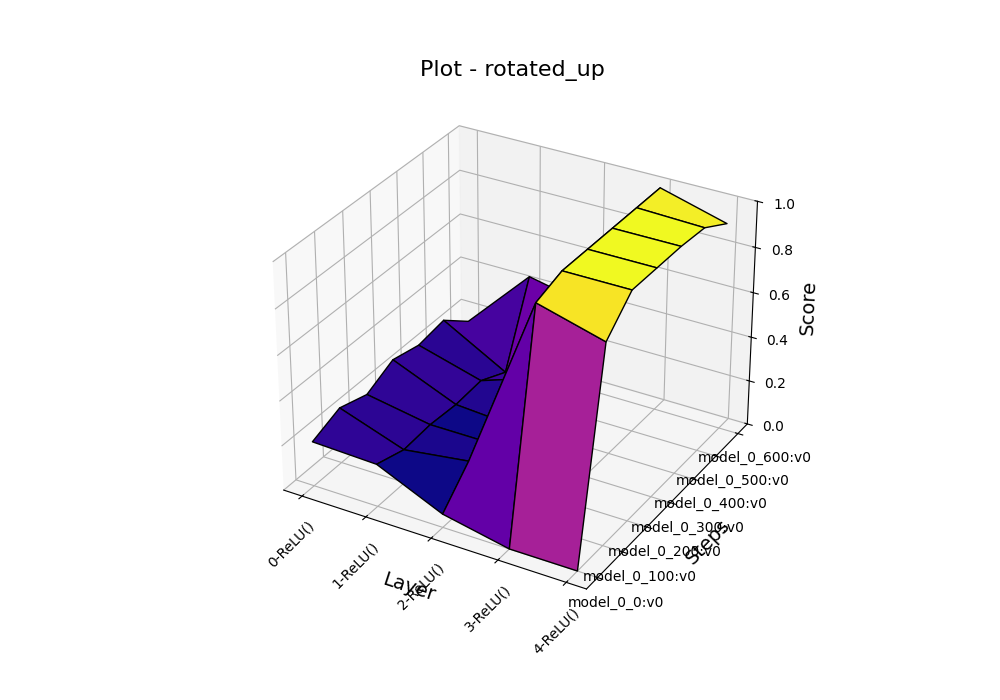 Plot - rotated_up
1.0
0.8
0.6
0.4
0.2
0.0
Score
model_0_600:v0
model_0_500:v0
model_0_400:v0
model_0_300:v0
model_0_200:v0
model_0_100:v0
model_0_0:v0
Steps
0-ReLU()
1-ReLU()
2-ReLU()
3-ReLU()
4-ReLU()
Layer